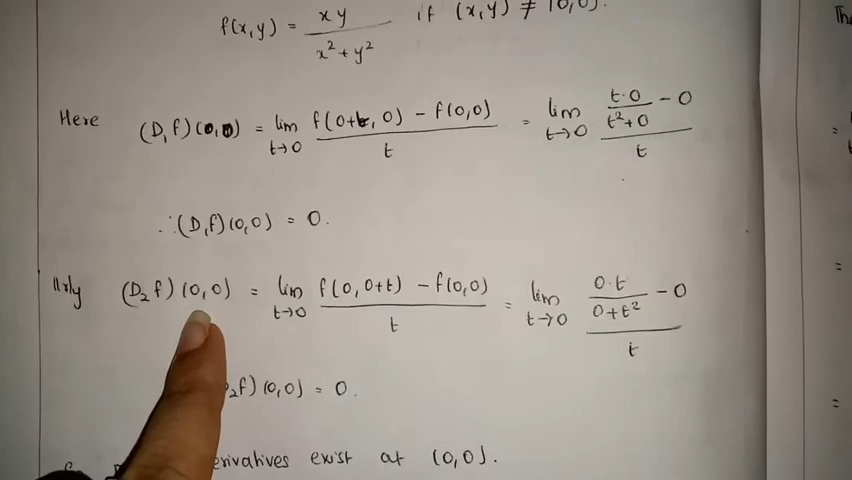 f(x,y) = xy / x² + y² if (x,y) ≠ (0,0).
Here (D₁f)(0,0) = lim t→0 f(0+t, 0) − f(0,0) / t = lim t→0 t·0 / t²+0 − 0 / t
∴ (D₁f)(0,0) = 0.
|||rly (D₂f)(0,0) = lim t→0 f(0,0+t) − f(0,0) / t = lim t→0 0·t / 0+t² − 0 / t
₂f)(0,0) = 0.
erivatives exist at (0,0).